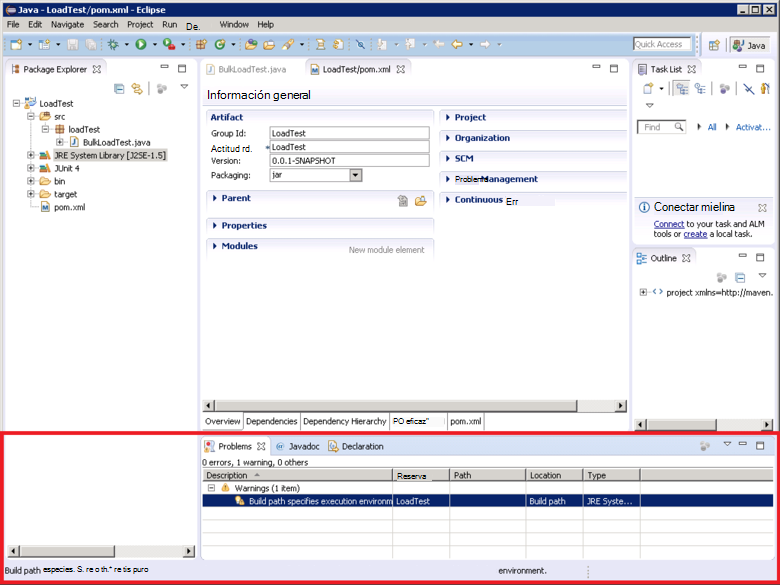 Java - LoadTest/pom.xml - Eclipse
File Edit Navigate Search Project Run De. Window Help
Quick Access Java
Package Explorer
LoadTest
src
loadTest
BulkLoadTest.java
JRE System Library [J2SE-1.5]
JUnit 4
bin
target
pom.xml
BulkLoadTest.java LoadTest/pom.xml
Información general
Artifact
Group Id: LoadTest
Actitud rd. LoadTest
Version: 0.0.1-SNAPSHOT
Packaging: jar
Parent
Properties
Modules
New module element
Project
Organization
SCM
Problem Management
Continuous Err
Overview Dependencies Dependency Hierarchy PO eficaz" pom.xml
Task List
Find All Activat...
Conectar mielina
Connect to your task and ALM
tools or create a local task.
Outline
project xmlns=http://maven.
Problems Javadoc Declaration
0 errors, 1 warning, 0 others
Description Reserva Path Location Type
Warnings (1 item)
Build path specifies execution environm LoadTest Build path JRE Syste...
Build path especies. S. re o th." re tis puro environment.